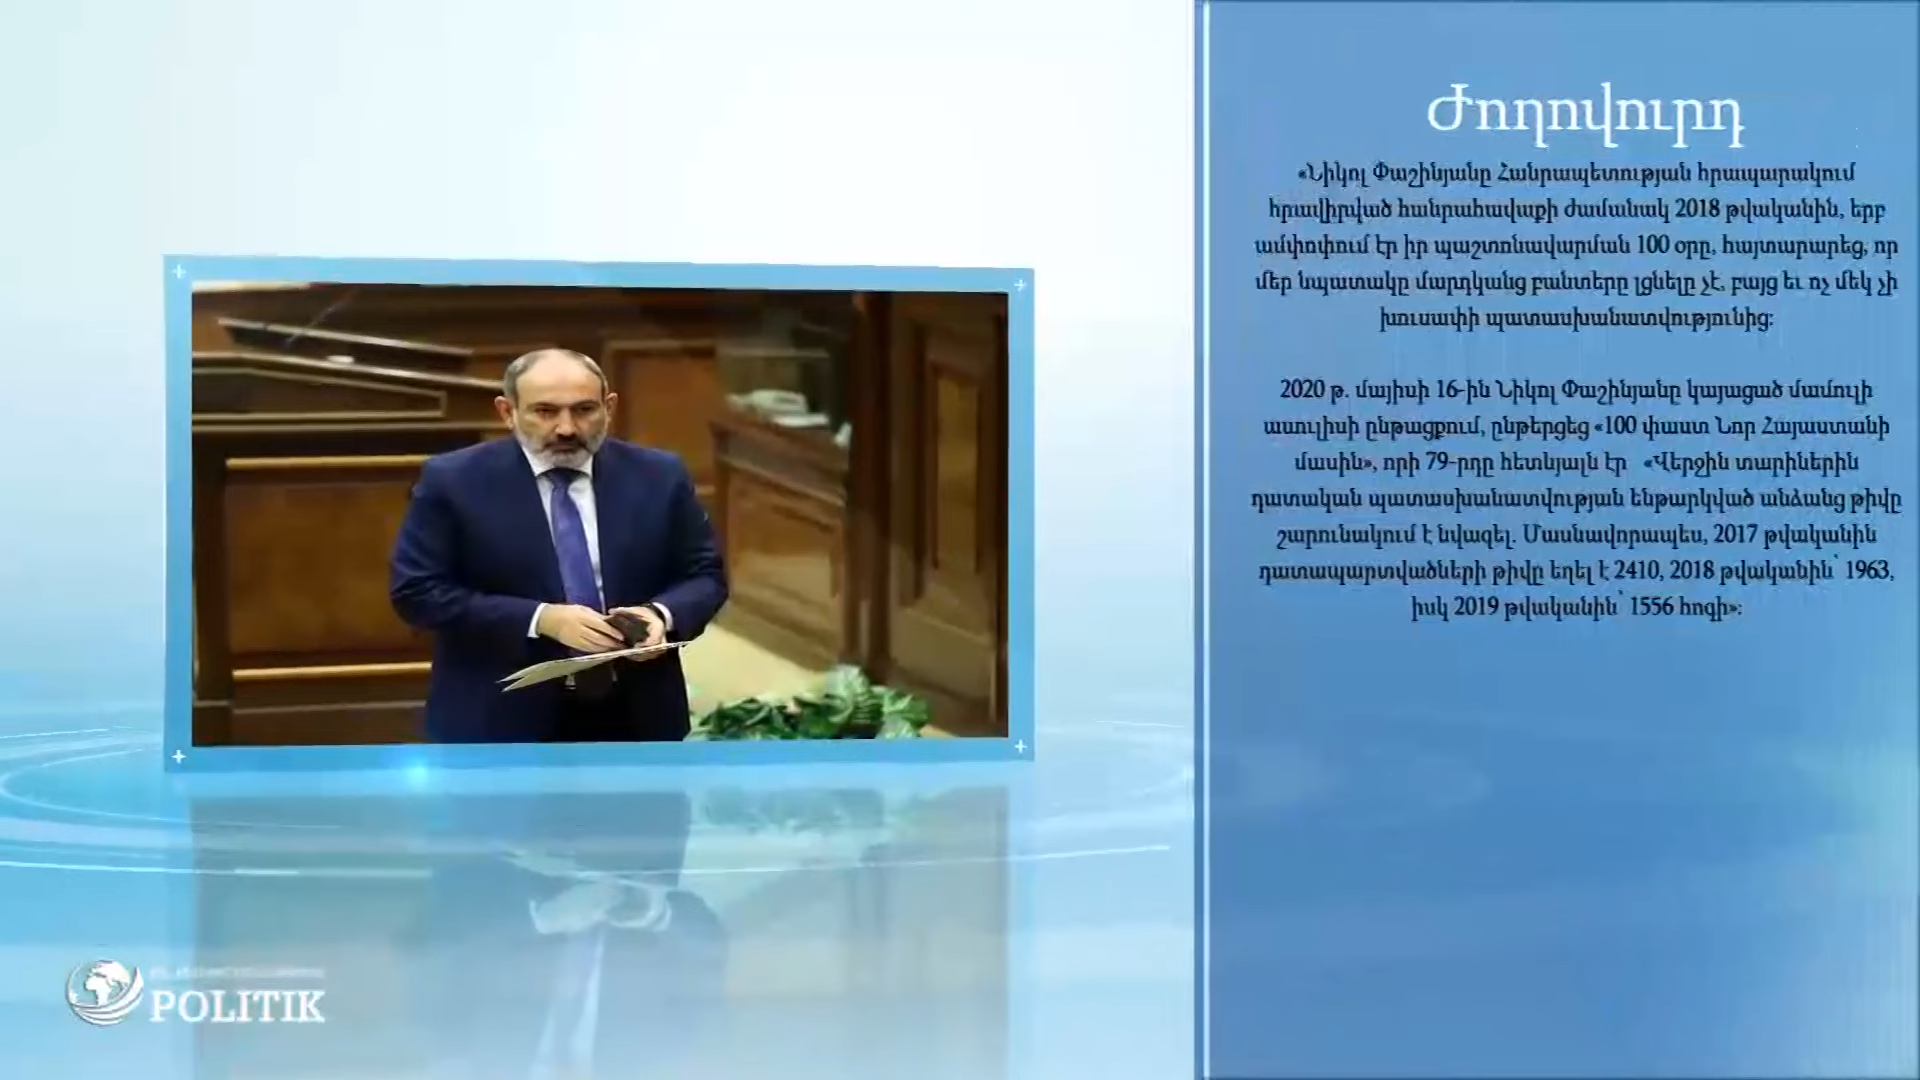 Ժողովուրդ
«Նիկոլ Փաշինյանը Հանրապետության հրապարակում
հրավիրված հանրահավաքի ժամանակ 2018 թվականին, երբ
ամփոփում էր իր պաշտոնավարման 100 օրը, հայտարարեց, որ
մեր նպատակը մարդկանց բանտերը լցնելը չէ, բայց եւ ոչ մեկ չի
խուսափի պատասխանատվությունից:
2020 թ. մայիսի 16-ին Նիկոլ Փաշինյանը կայացած մամուլի
ասուլիսի ընթացքում, ընթերցեց «100 փաստ Նոր Հայաստանի
մասին», որի 79-րդը հետևյալն էր «Վերջին տարիներին
դատական պատասխանատվության ենթարկված անձանց թիվը
շարունակում է նվազել. Մասնավորապես, 2017 թվականին
դատապարտվածների թիվը եղել է 2410, 2018 թվականին՝ 1963,
իսկ 2019 թվականին՝ 1556 հոգի»:
POLITIK